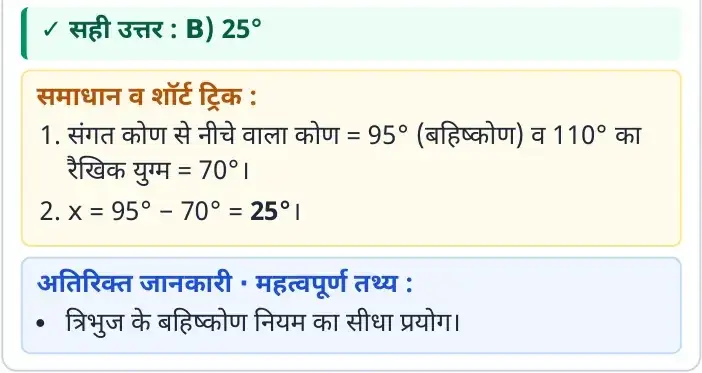 ✓ सही उत्तर : B) 25°
समाधान व शॉर्ट ट्रिक :
1. संगत कोण से नीचे वाला कोण = 95° (बहिष्कोण) व 110° का
रैखिक युग्म = 70°।
2. x = 95° − 70° = 25°।
अतिरिक्त जानकारी · महत्वपूर्ण तथ्य :
• त्रिभुज के बहिष्कोण नियम का सीधा प्रयोग।